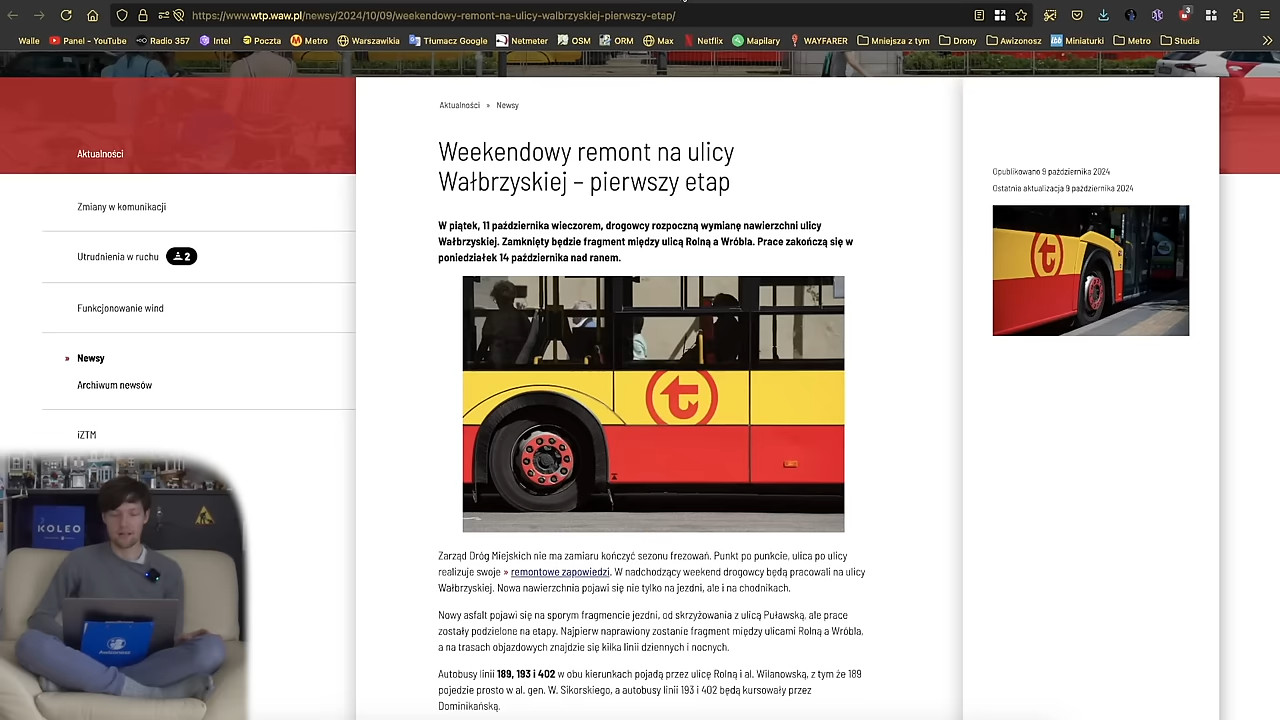 https://www.wtp.waw.pl/newsy/2024/10/09/weekendowy-remont-na-ulicy-walbrzyskiej-pierwszy-etap/
3
Walle Panel - YouTube Radio 357 Intel Poczta Metro Warszawikia Tłumacz Google Netmeter OSM ORM Max Netflix Mapilary WAYFARER Mniejsza z tym Drony Awizonosz Miniaturki Metro Studia
Aktualności » Newsy
Aktualności
Zmiany w komunikacji
Utrudnienia w ruchu 2
Funkcjonowanie wind
» Newsy
Archiwum newsów
iZTM
Weekendowy remont na ulicy
Wałbrzyskiej – pierwszy etap
W piątek, 11 października wieczorem, drogowcy rozpoczną wymianę nawierzchni ulicy
Wałbrzyskiej. Zamknięty będzie fragment między ulicą Rolną a Wróbla. Prace zakończą się w
poniedziałek 14 października nad ranem.
Zarząd Dróg Miejskich nie ma zamiaru kończyć sezonu frezowań. Punkt po punkcie, ulica po ulicy
realizuje swoje » remontowe zapowiedzi. W nadchodzący weekend drogowcy będą pracowali na ulicy
Wałbrzyskiej. Nowa nawierzchnia pojawi się nie tylko na jezdni, ale i na chodnikach.
Nowy asfalt pojawi się na sporym fragmencie jezdni, od skrzyżowania z ulicą Puławską, ale prace
zostały podzielone na etapy. Najpierw naprawiony zostanie fragment między ulicami Rolną a Wróbla,
a na trasach objazdowych znajdzie się kilka linii dziennych i nocnych.
Autobusy linii 189, 193 i 402 w obu kierunkach pojadą przez ulicę Rolną i al. Wilanowską, z tym że 189
pojedzie prosto w al. gen. W. Sikorskiego, a autobusy linii 193 i 402 będą kursowały przez
Dominikańską.
Opublikowano 9 października 2024
Ostatnia aktualizacja 9 października 2024
KOLEO